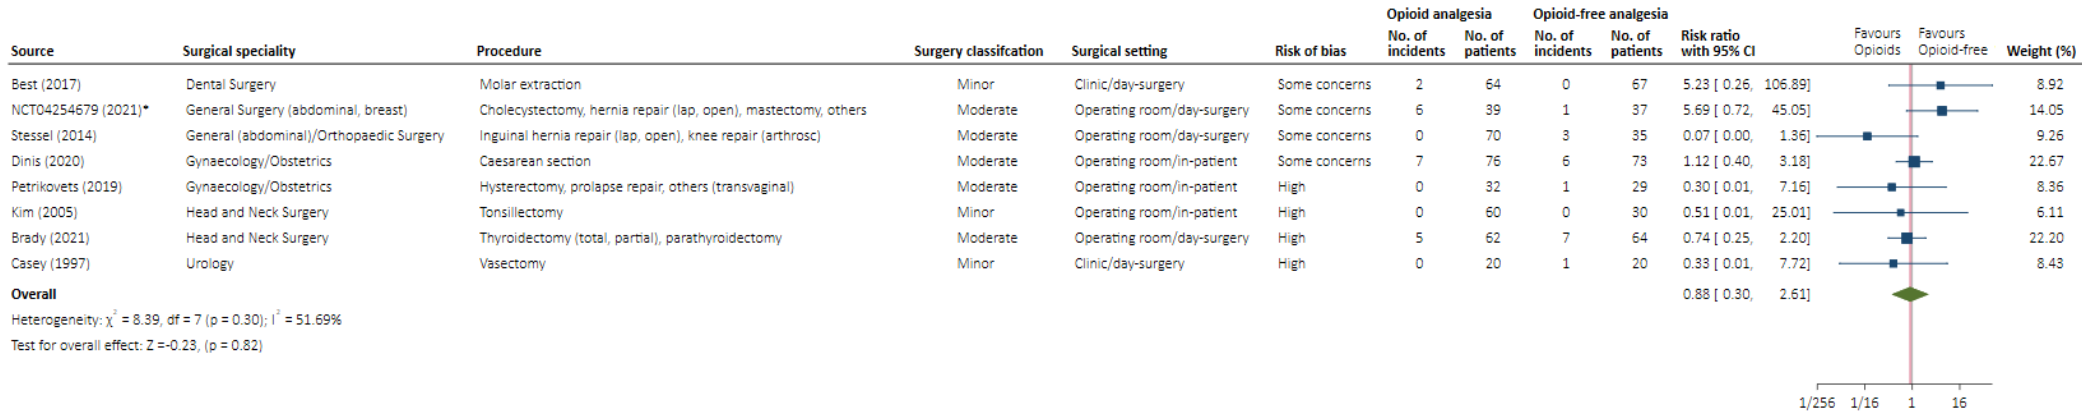 Opioid analgesia Opioid-free analgesia
Source Surgical speciality Procedure Surgery classifcation Surgical setting Risk of bias No. of incidents No. of patients No. of incidents No. of patients Risk ratio with 95% CI Favours Opioids Favours Opioid-free Weight (%)
Best (2017) Dental Surgery Molar extraction Minor Clinic/day-surgery Some concerns 2 64 0 67 5.23 [ 0.26, 106.89] 8.92
NCT04254679 (2021)* General Surgery (abdominal, breast) Cholecystectomy, hernia repair (lap, open), mastectomy, others Moderate Operating room/day-surgery Some concerns 6 39 1 37 5.69 [ 0.72, 45.05] 14.05
Stessel (2014) General (abdominal)/Orthopaedic Surgery Inguinal hernia repair (lap, open), knee repair (arthrosc) Moderate Operating room/day-surgery Some concerns 0 70 3 35 0.07 [ 0.00, 1.36] 9.26
Dinis (2020) Gynaecology/Obstetrics Caesarean section Moderate Operating room/in-patient Some concerns 7 76 6 73 1.12 [ 0.40, 3.18] 22.67
Petrikovets (2019) Gynaecology/Obstetrics Hysterectomy, prolapse repair, others (transvaginal) Moderate Operating room/in-patient High 0 32 1 29 0.30 [ 0.01, 7.16] 8.36
Kim (2005) Head and Neck Surgery Tonsillectomy Minor Operating room/in-patient High 0 60 0 30 0.51 [ 0.01, 25.01] 6.11
Brady (2021) Head and Neck Surgery Thyroidectomy (total, partial), parathyroidectomy Moderate Operating room/day-surgery High 5 62 7 64 0.74 [ 0.25, 2.20] 22.20
Casey (1997) Urology Vasectomy Minor Clinic/day-surgery High 0 20 1 20 0.33 [ 0.01, 7.72] 8.43
Overall 0.88 [ 0.30, 2.61]
Heterogeneity: χ² = 8.39, df = 7 (p = 0.30); I² = 51.69%
Test for overall effect: Z =-0.23, (p = 0.82)
1/256 1/16 1 16